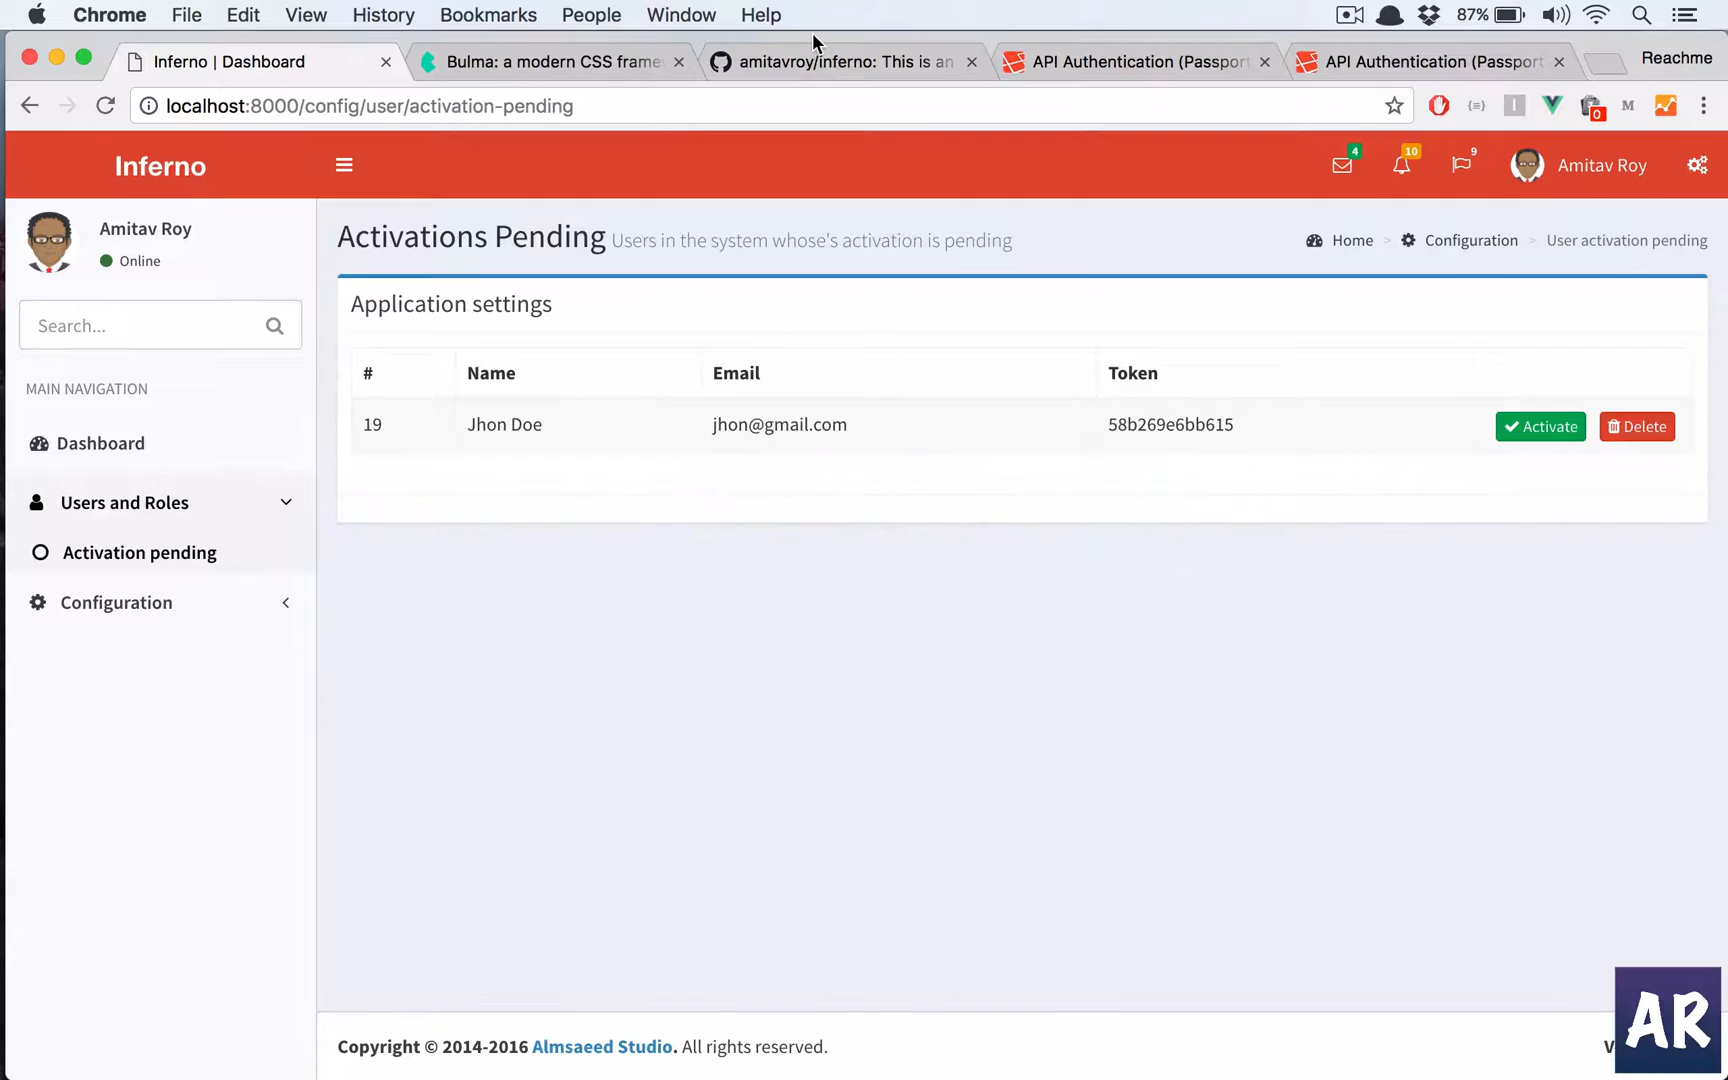 Chrome File Edit View History Bookmarks People Window Help 87%
Inferno | Dashboard Bulma: a modern CSS frame amitavroy/inferno: This is an API Authentication (Passport API Authentication (Passport Reachme
localhost:8000/config/user/activation-pending 0 M
Inferno 4 10 9 Amitav Roy
Amitav Roy
Online
Activations Pending Users in the system whose's activation is pending Home > Configuration > User activation pending
Search...
Application settings
# Name Email Token
19 Jhon Doe jhon@gmail.com 58b269e6bb615 Activate Delete
MAIN NAVIGATION
Dashboard
Users and Roles
Activation pending
Configuration
Copyright © 2014-2016 Almsaeed Studio. All rights reserved. V
AR